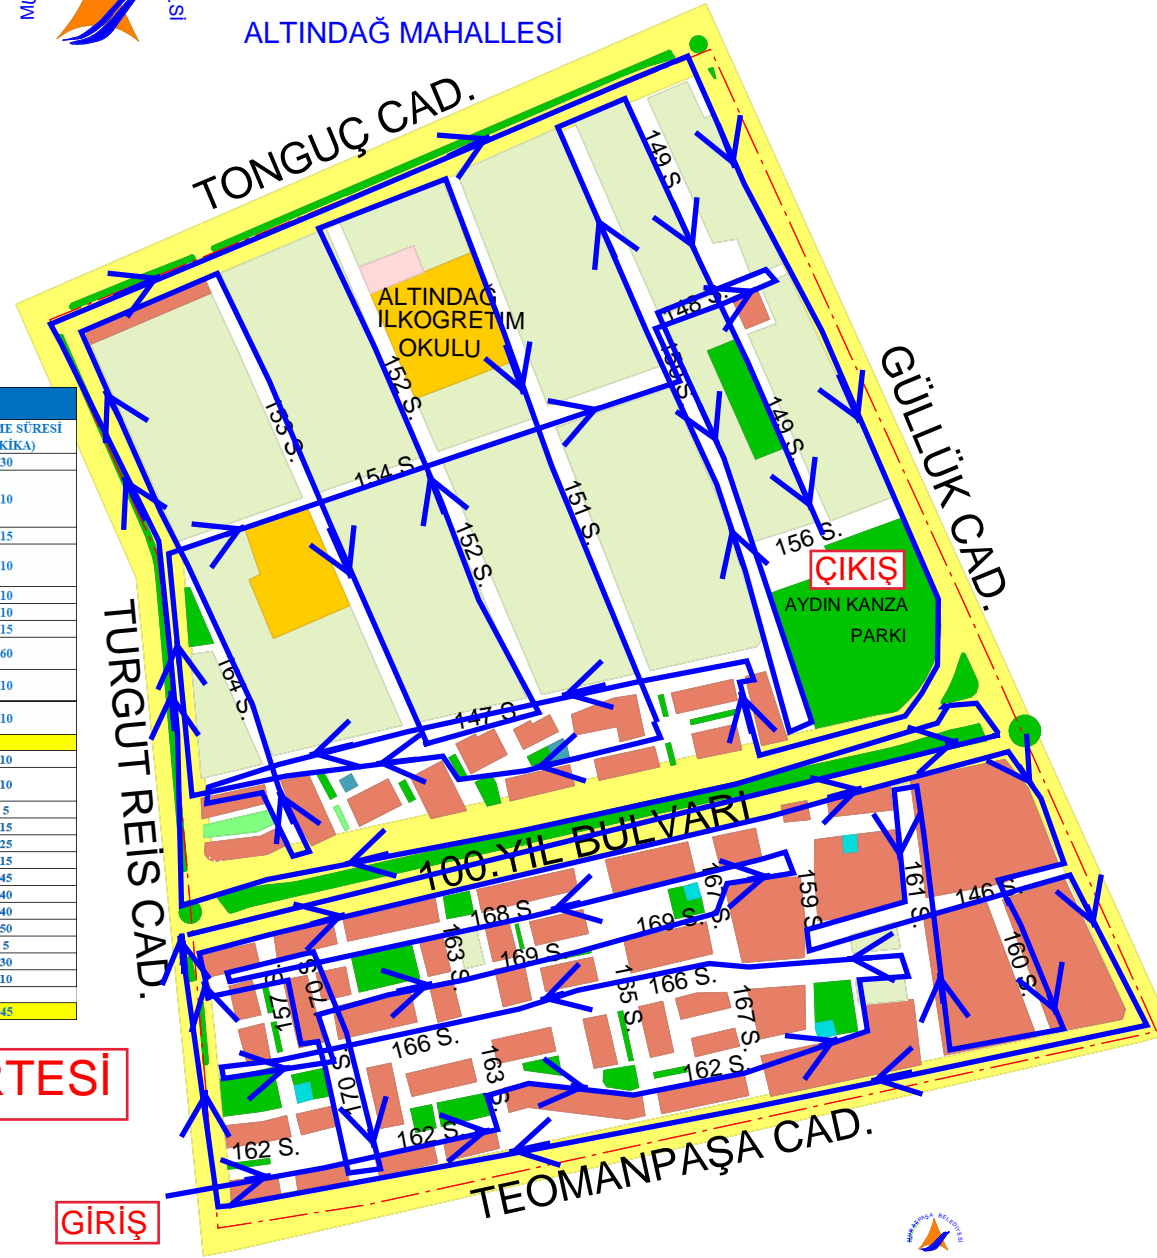 ALTINDAĞ MAHALLESİ
TONGUÇ CAD.
149 S.
ALTINDAĞ
ILKOGRETIM
OKULU
148 S.
150 S.
152 S.
153 S.
149 S.
GÜLLÜK CAD.
154 S.
151 S.
152 S.
156 S.
ÇIKIŞ
AYDIN KANZA
PARKI
TURGUT REİS CAD.
164 S.
147 S.
100.YIL BULVARI
168 S.
167 S.
159 S.
161 S.
146 S.
169 S.
169 S.
163 S.
160 S.
170 S.
157 S.
165 S.
166 S.
167 S.
166 S.
163 S.
162 S.
170 S.
162 S.
162 S.
TEOMANPAŞA CAD.
GİRİŞ
RTESİ
ME SÜRESİ
KİKA)
30
10
15
10
10
10
15
60
10
10
10
10
5
15
25
15
45
40
40
50
5
30
10
45